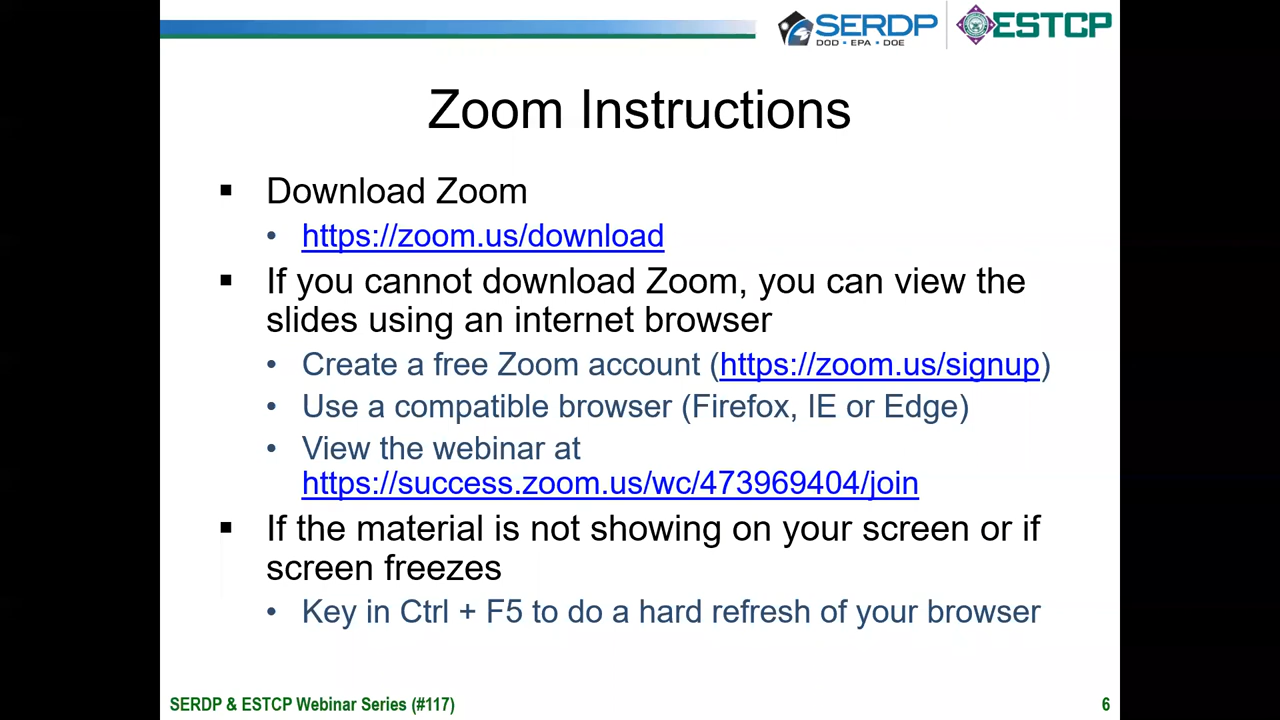 SERDP
DOD • EPA • DOE
ESTCP
Zoom Instructions
▪ Download Zoom
• https://zoom.us/download
▪ If you cannot download Zoom, you can view the
slides using an internet browser
• Create a free Zoom account (https://zoom.us/signup)
• Use a compatible browser (Firefox, IE or Edge)
• View the webinar at
https://success.zoom.us/wc/473969404/join
▪ If the material is not showing on your screen or if
screen freezes
• Key in Ctrl + F5 to do a hard refresh of your browser
SERDP & ESTCP Webinar Series (#117)
6